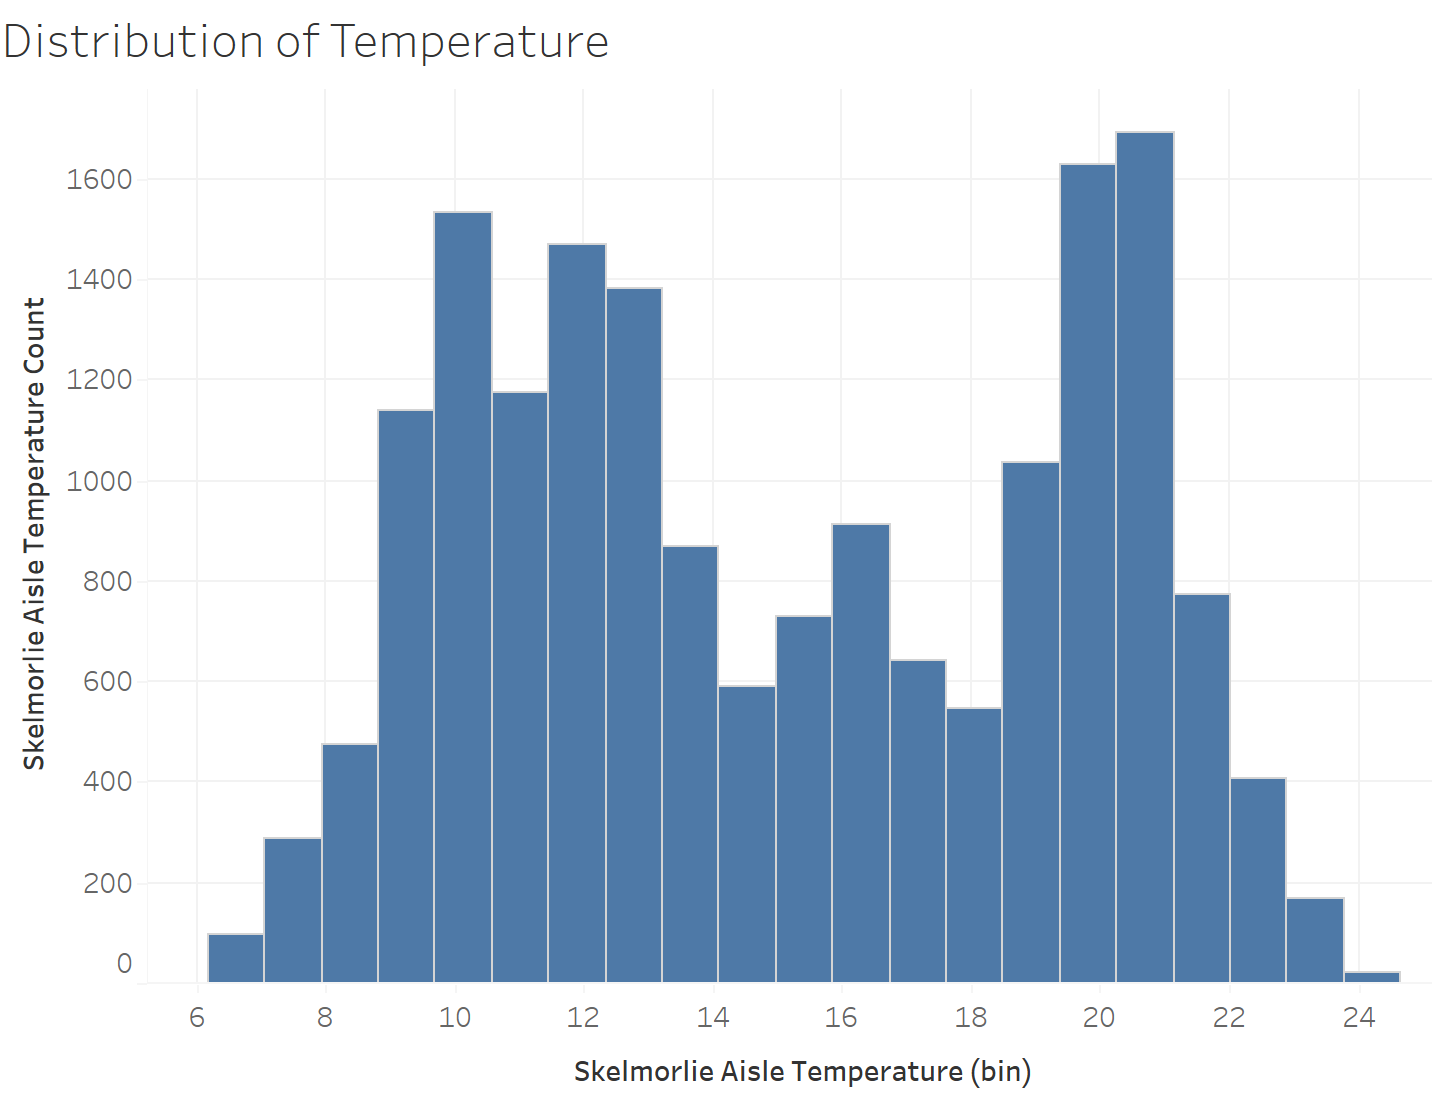 Distribution of Temperature
Skelmorlie Aisle Temperature Count
1600
1400
1200
1000
800
600
400
200
0
6 8 10 12 14 16 18 20 22 24
Skelmorlie Aisle Temperature (bin)